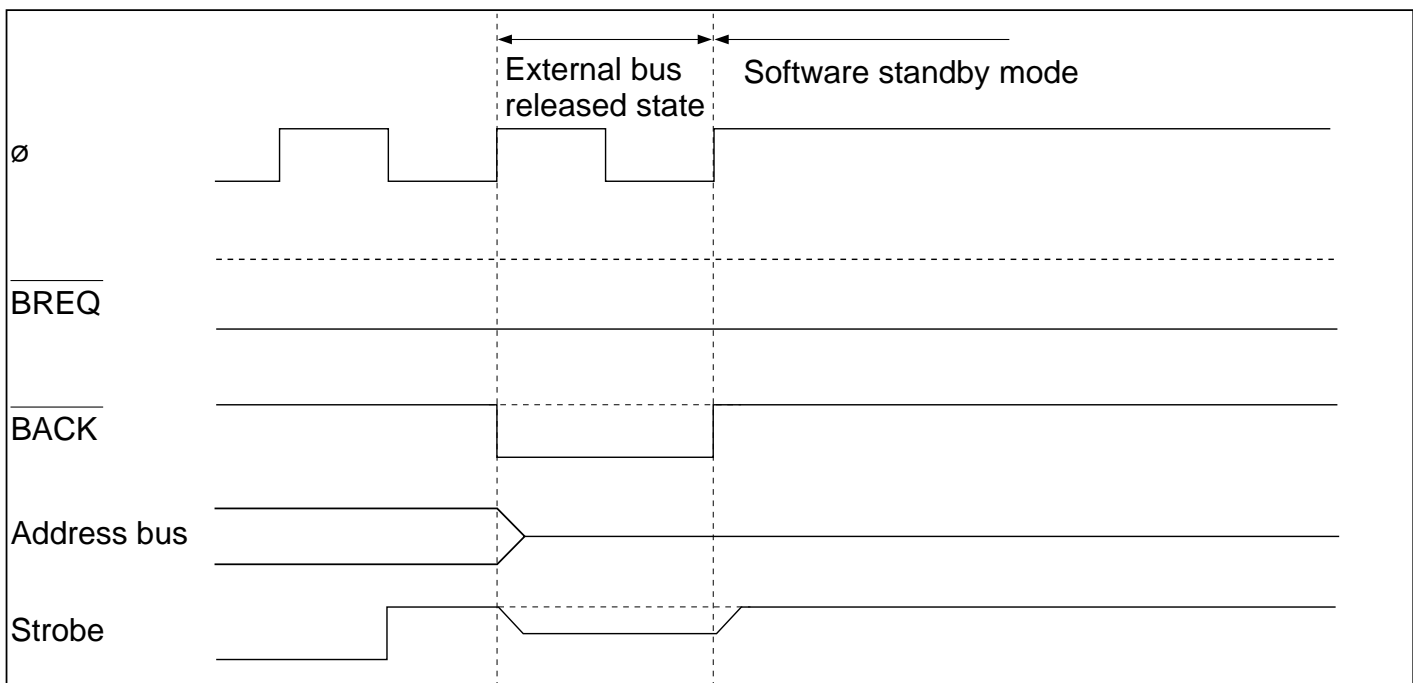 External bus
released state
Software standby mode
ø
BREQ
BACK
Address bus
Strobe